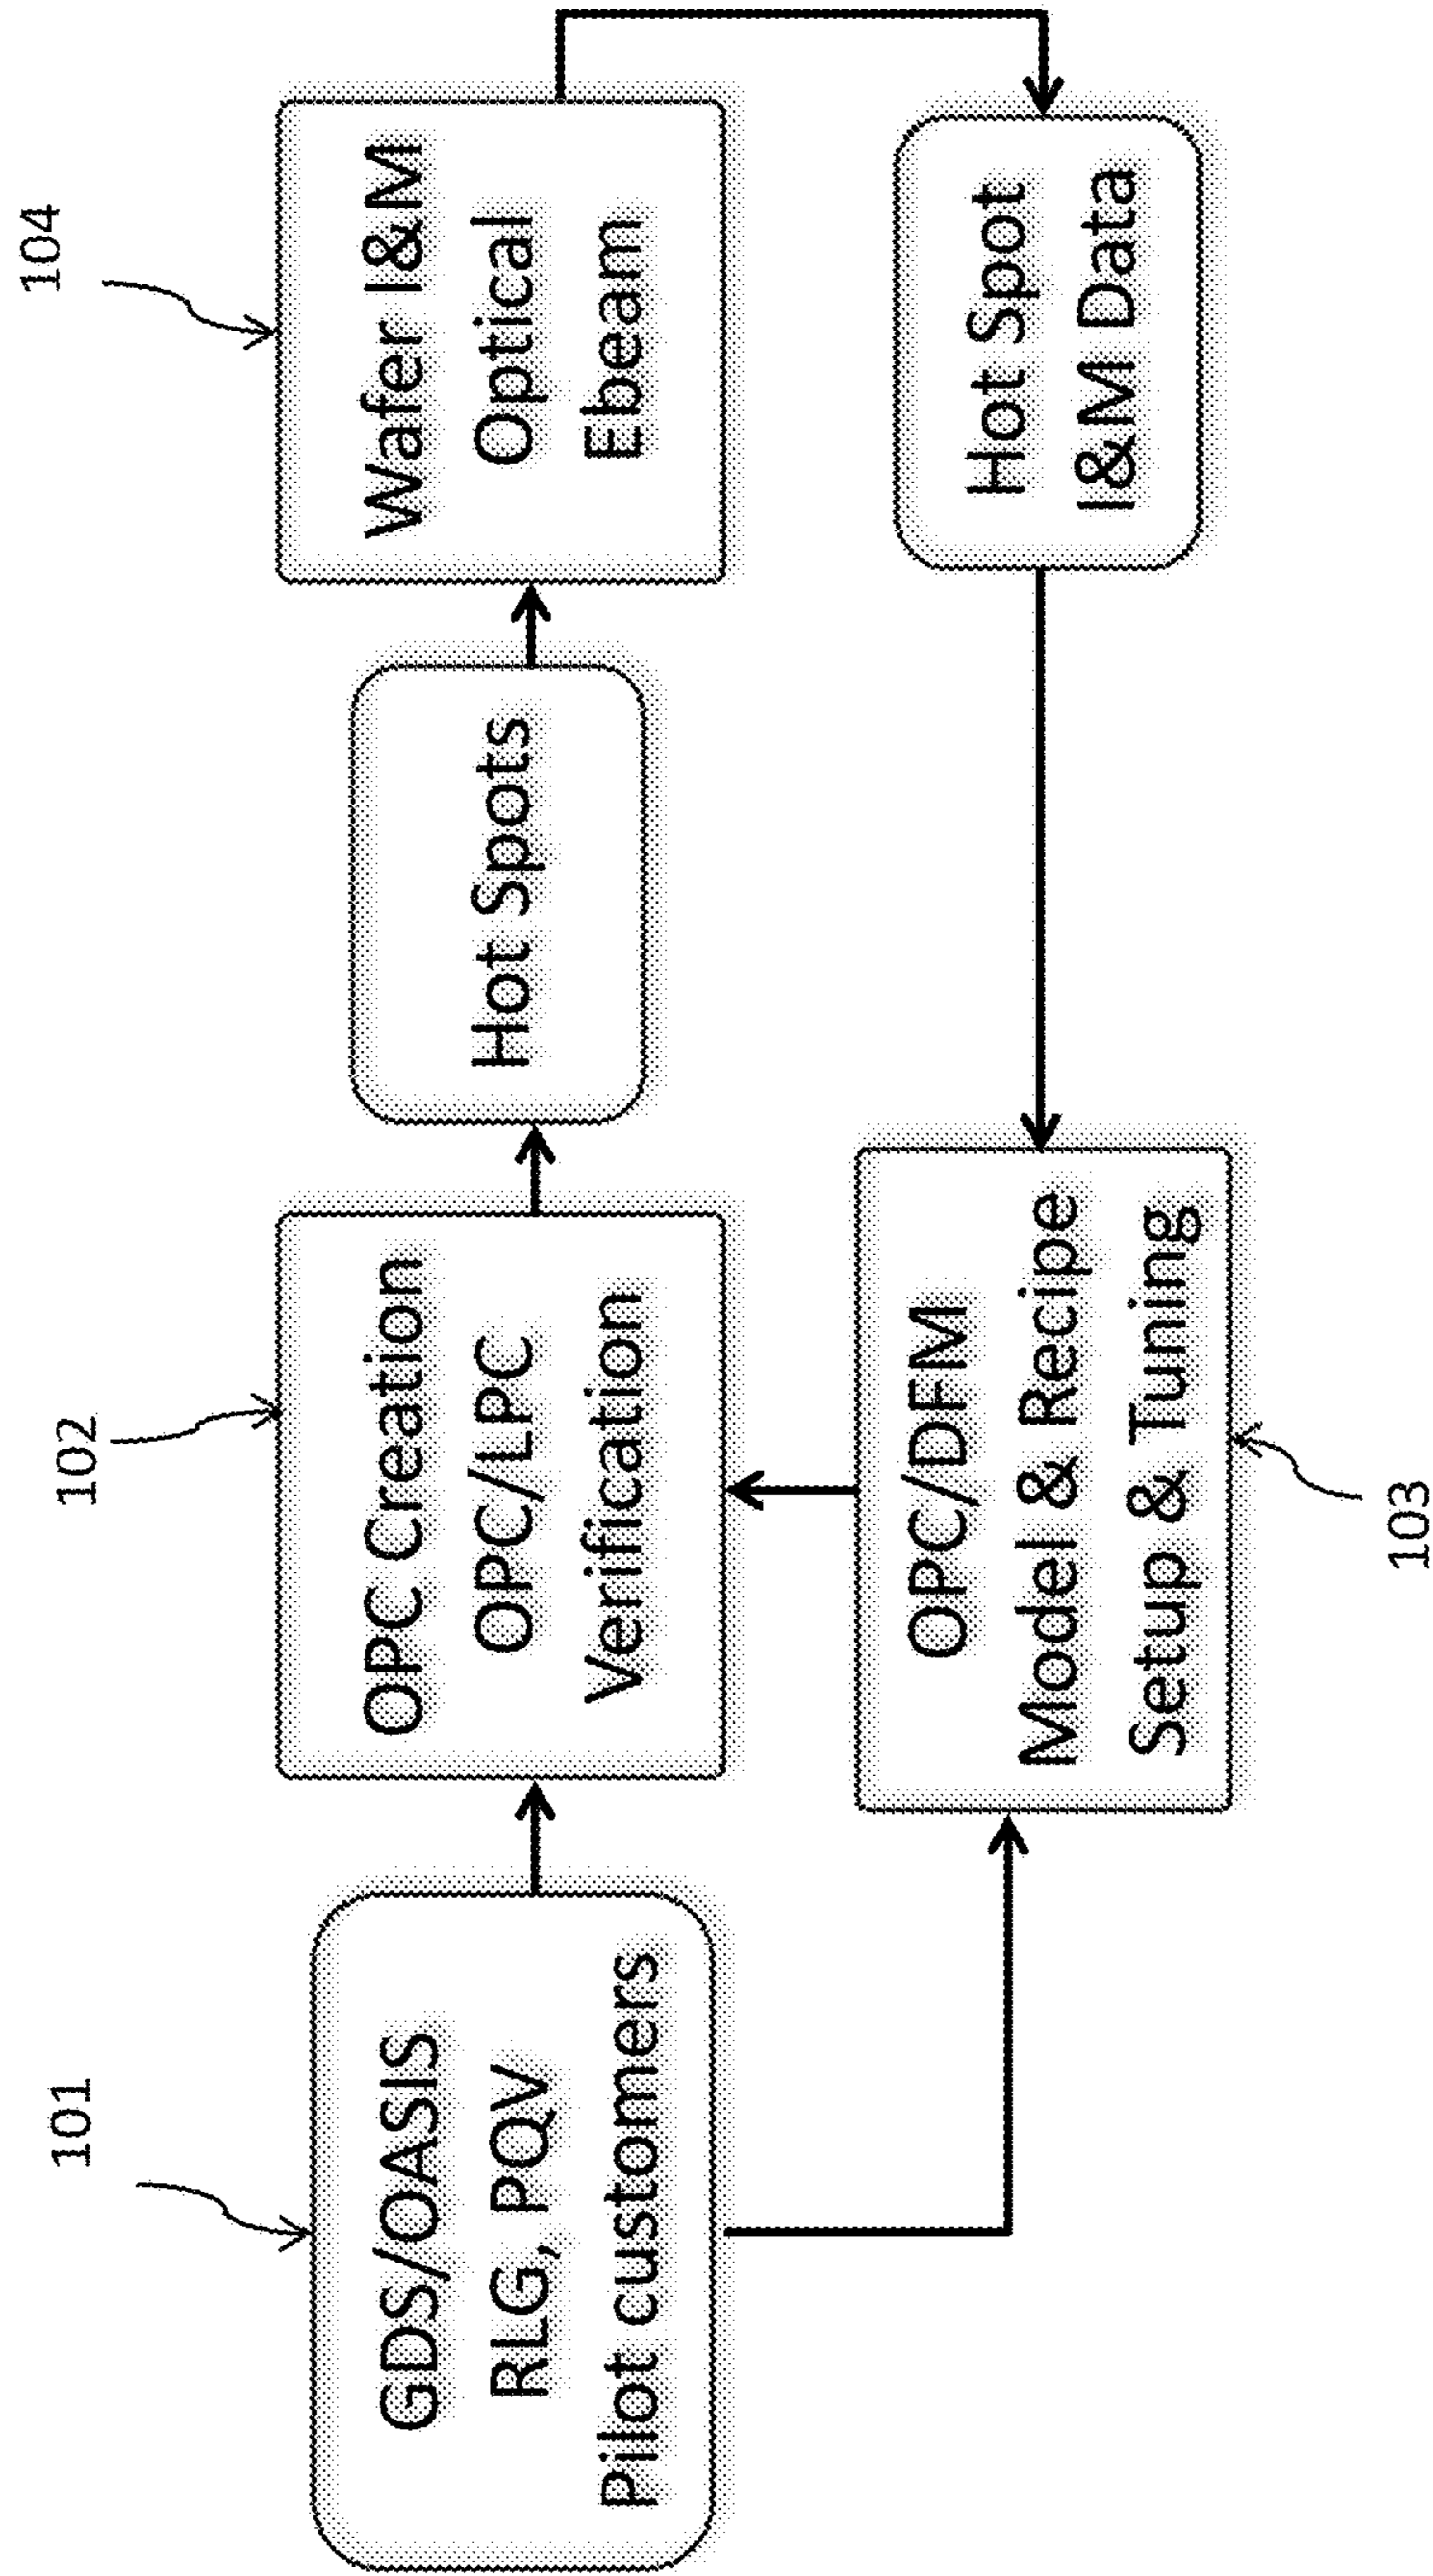 101
GDS/OASIS
RLG, PQV
Pilot customers
102
OPC Creation
OPC/LPC
Verification
Hot Spots
104
Wafer I&M
Optical
Ebeam
OPC/DFM
Model & Recipe
Setup & Tuning
103
Hot Spot
I&M Data